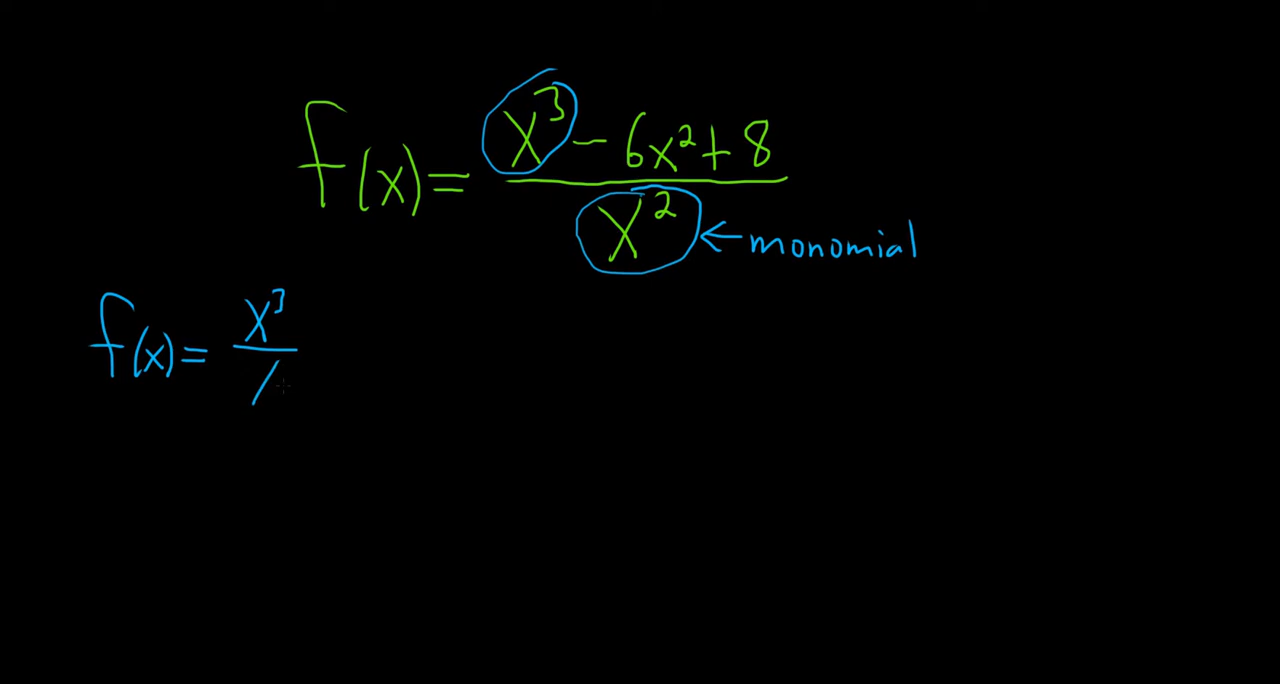 f(x) = (x³ - 6x² + 8) / x² ← monomial
f(x) = x³ /